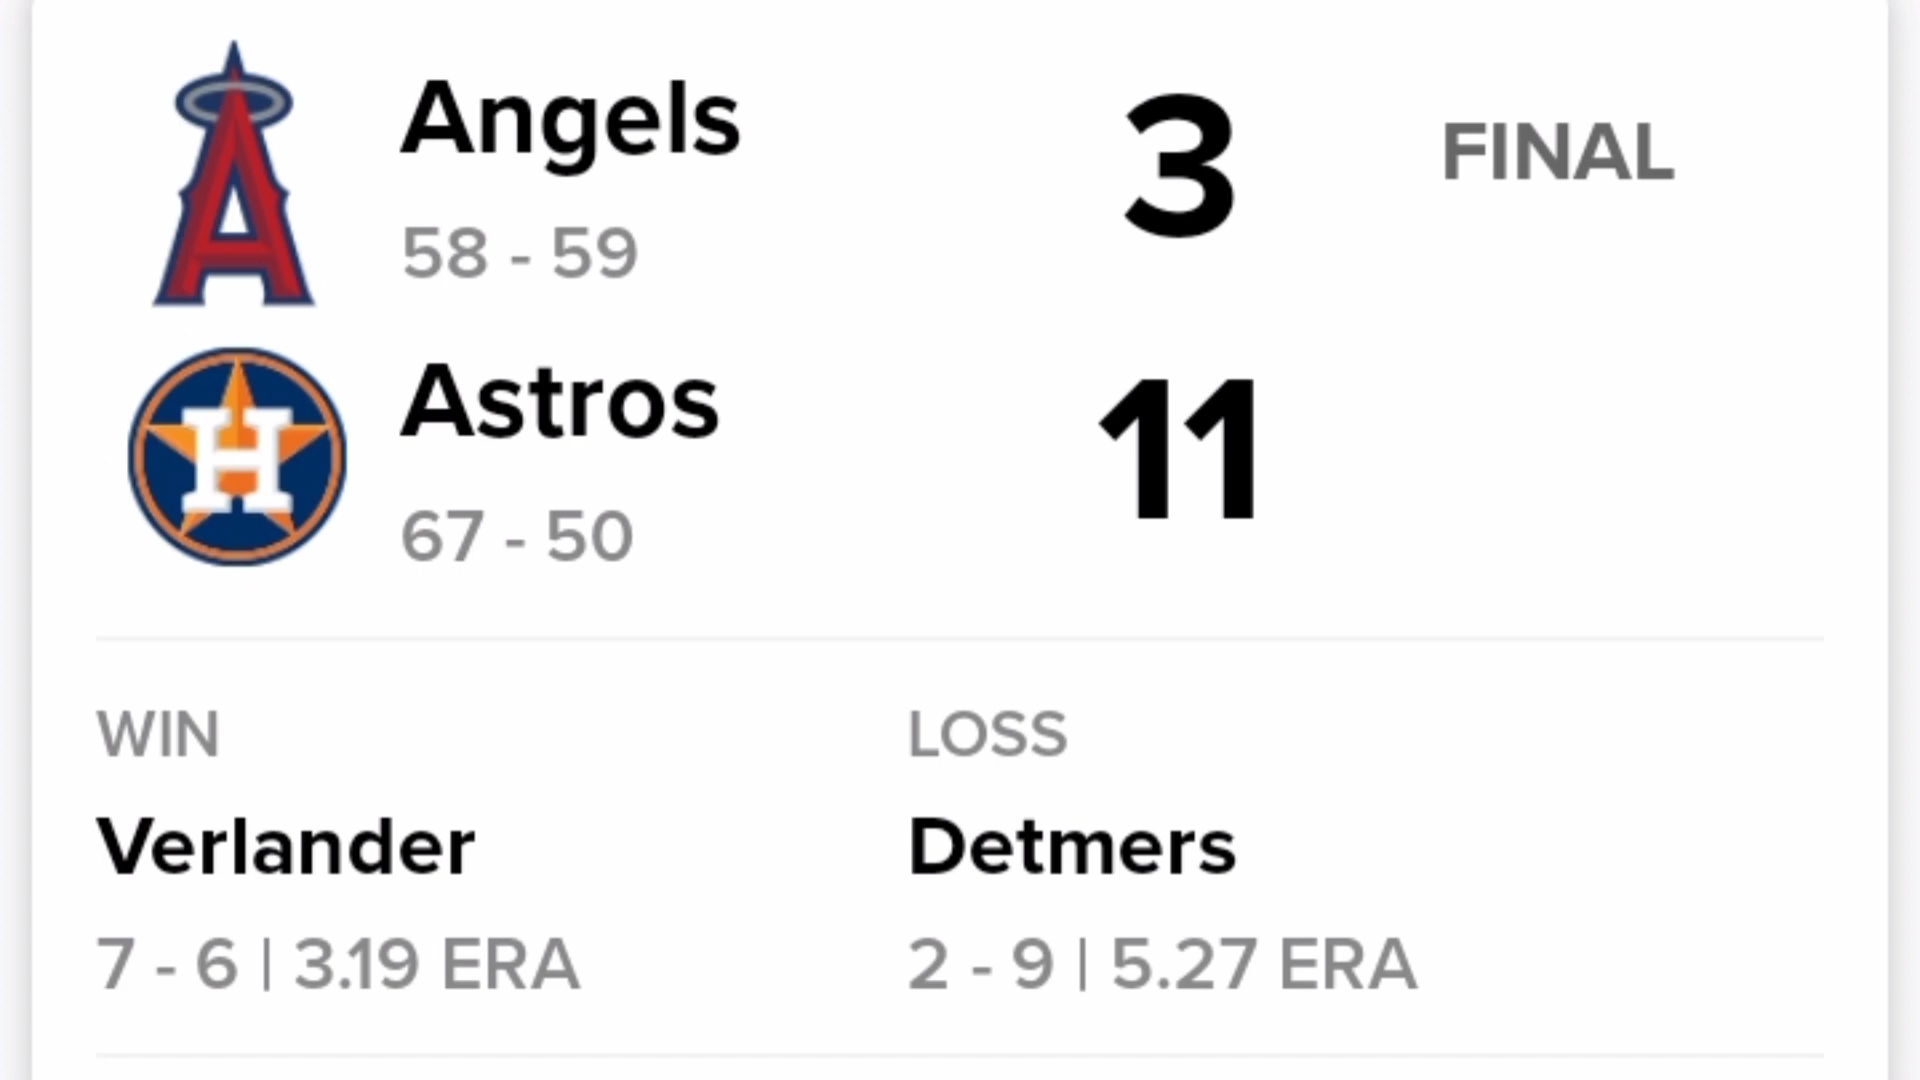 Angels 3 FINAL
58 - 59
Astros 11
67 - 50
WIN LOSS
Verlander Detmers
7 - 6 | 3.19 ERA 2 - 9 | 5.27 ERA